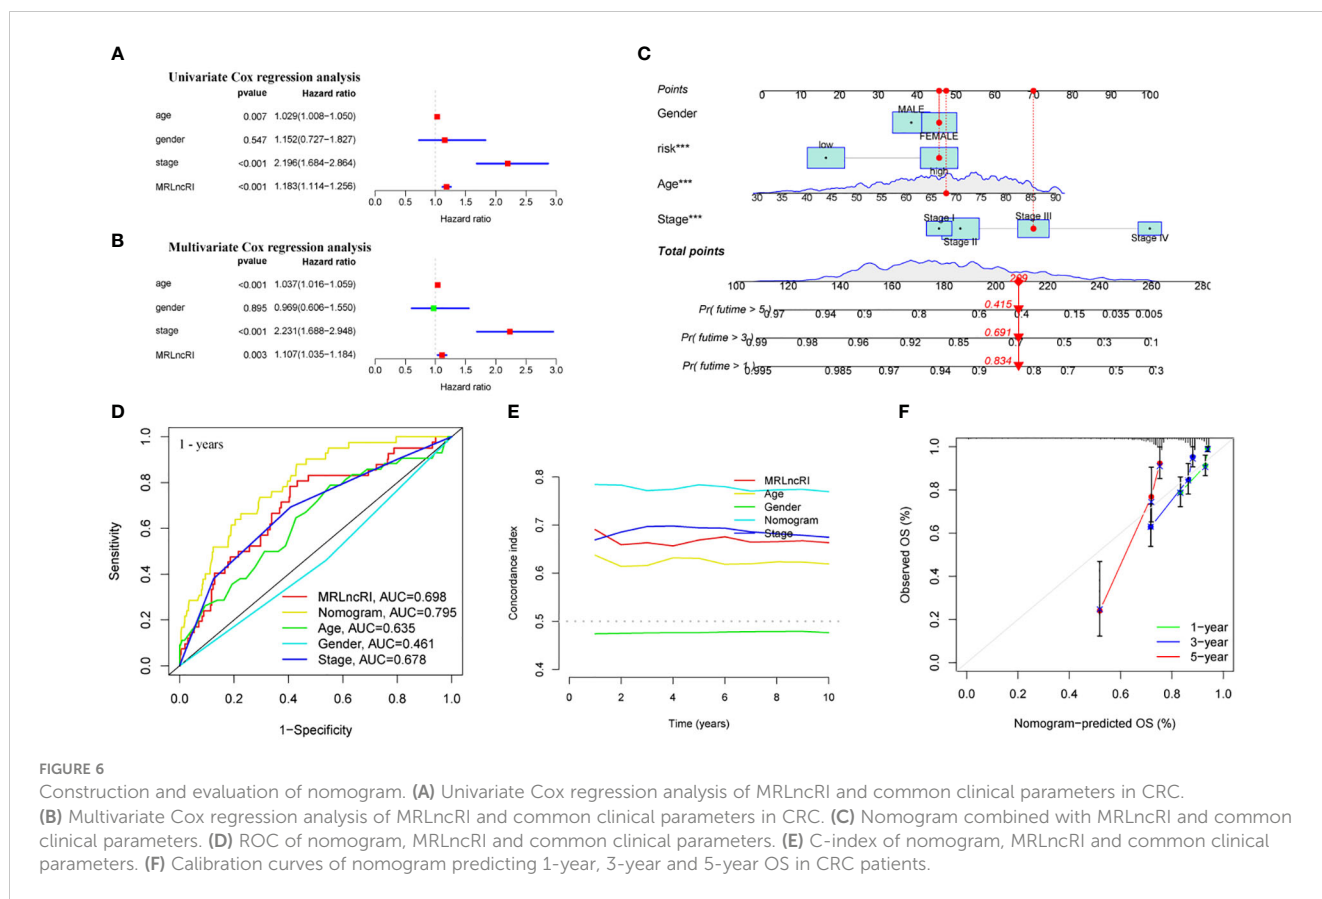 A
Univariate Cox regression analysis
pvalue Hazard ratio
age 0.007 1.029(1.008−1.050)
gender 0.547 1.152(0.727−1.827)
stage <0.001 2.196(1.684−2.864)
MRLncRI <0.001 1.183(1.114−1.256)
0.0 0.5 1.0 1.5 2.0 2.5 3.0
Hazard ratio
B
Multivariate Cox regression analysis
pvalue Hazard ratio
age <0.001 1.037(1.016−1.059)
gender 0.895 0.969(0.606−1.550)
stage <0.001 2.231(1.688−2.948)
MRLncRI 0.003 1.107(1.035−1.184)
0.0 0.5 1.0 1.5 2.0 2.5 3.0
Hazard ratio
C
Points
0 10 20 30 40 50 60 70 80 90 100
Gender
MALE
FEMALE
risk***
low
high
Age***
30 35 40 45 50 55 60 65 70 75 80 85 90
Stage***
Stage I
Stage II
Stage III
Stage IV
Total points
209
100 120 140 160 180 200 220 240 260 280
0.415
Pr( futime > 5 )
0.97 0.94 0.9 0.8 0.6 0.4 0.15 0.035 0.005
0.691
Pr( futime > 3 )
0.99 0.98 0.96 0.92 0.85 0.7 0.5 0.3 0.1
0.834
Pr( futime > 1 )
0.995 0.985 0.97 0.94 0.9 0.8 0.7 0.5 0.3
D
1 - years
Sensitivity
1.0
0.8
0.6
0.4
0.2
0.0
MRLncRI, AUC=0.698
Nomogram, AUC=0.795
Age, AUC=0.635
Gender, AUC=0.461
Stage, AUC=0.678
0.0 0.2 0.4 0.6 0.8 1.0
1−Specificity
E
Concordance index
0.8
0.7
0.6
0.5
0.4
MRLncRI
Age
Gender
Nomogram
Stage
0 2 4 6 8 10
Time (years)
F
Observed OS (%)
1.0
0.8
0.6
0.4
0.2
0.0
1−year
3−year
5−year
0.0 0.2 0.4 0.6 0.8 1.0
Nomogram−predicted OS (%)
FIGURE 6
Construction and evaluation of nomogram. (A) Univariate Cox regression analysis of MRLncRI and common clinical parameters in CRC.
(B) Multivariate Cox regression analysis of MRLncRI and common clinical parameters in CRC. (C) Nomogram combined with MRLncRI and common
clinical parameters. (D) ROC of nomogram, MRLncRI and common clinical parameters. (E) C-index of nomogram, MRLncRI and common clinical
parameters. (F) Calibration curves of nomogram predicting 1-year, 3-year and 5-year OS in CRC patients.